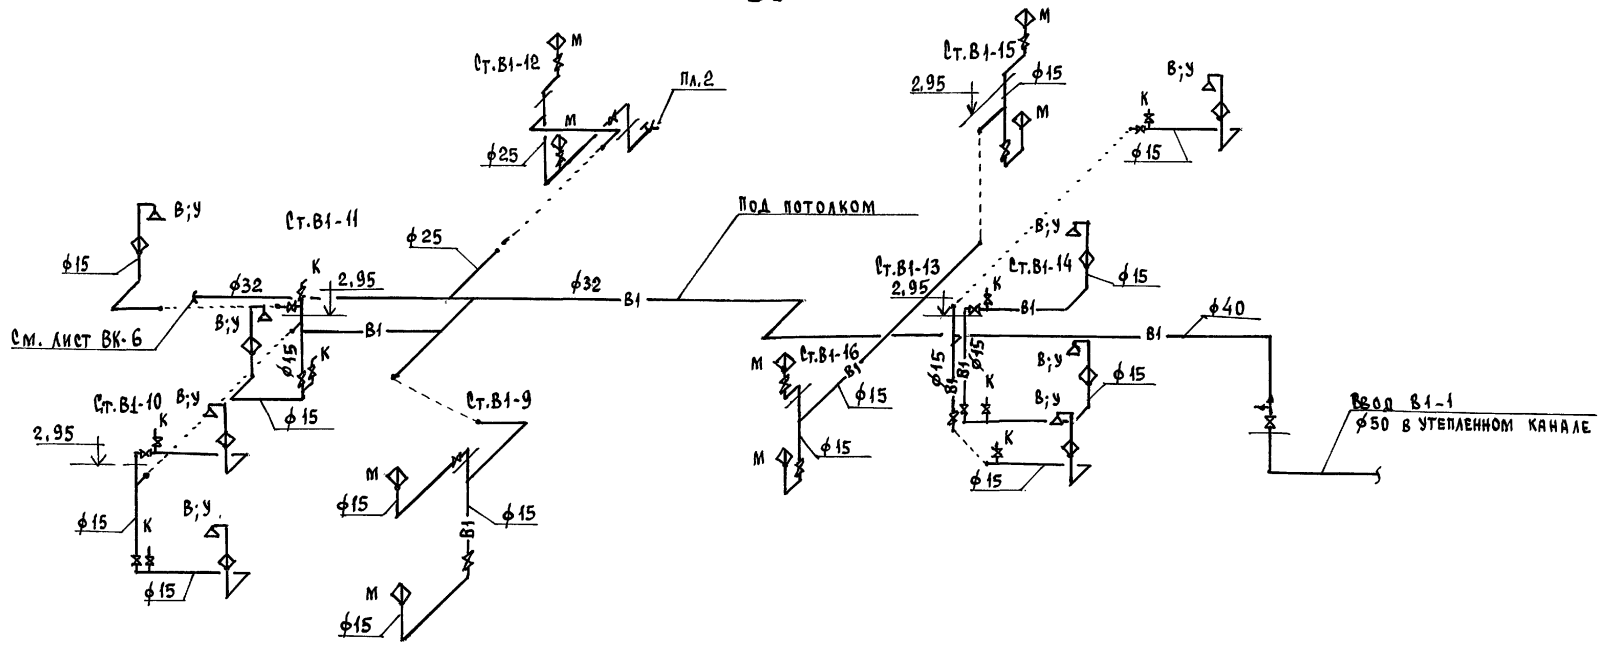 М
Ст.В1-12
Пл.2
М
ф25
М
Ст.В1-15
2,95
ф15
М
В;У
К
ф15
В;У
ф15
Ст.В1-11
ф25
Под потолком
ф32
К
2,95
ф32
В1
Ст.В1-13
2,95
В;У
Ст.В1-14
К
ф15
В1
В;У
См. лист ВК-6
В1
ф15
К
ф40
В1
М
Ст.В1-16
В1
ф15
ф15
В1
В1
ф15
К
В;У
ф15
Ст.В1-10
В;У
2,95
К
ф15
Ст.В1-9
В;У
К
Ввод В1-1
ф50 в утепленном канале
М
ф15
ф15
М
ф15
ф15
В1
ф15
К
В;У
ф15
М
ф15